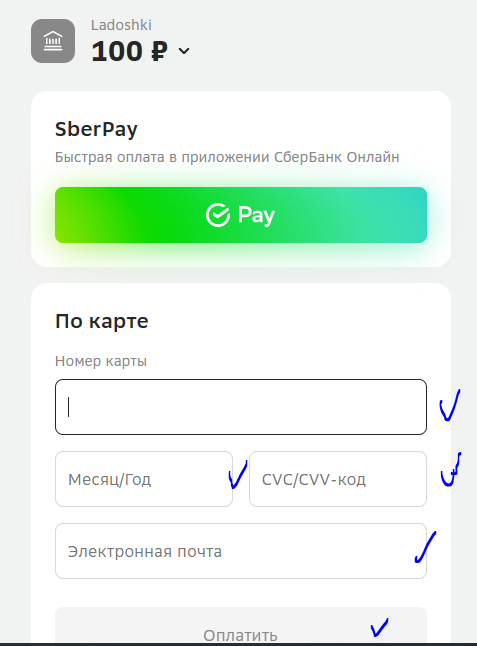 Ladoshki
100 ₽
SberPay
Быстрая оплата в приложении СберБанк Онлайн
Pay
По карте
Номер карты
Месяц/Год CVC/CVV-код
Электронная почта
Оплатить